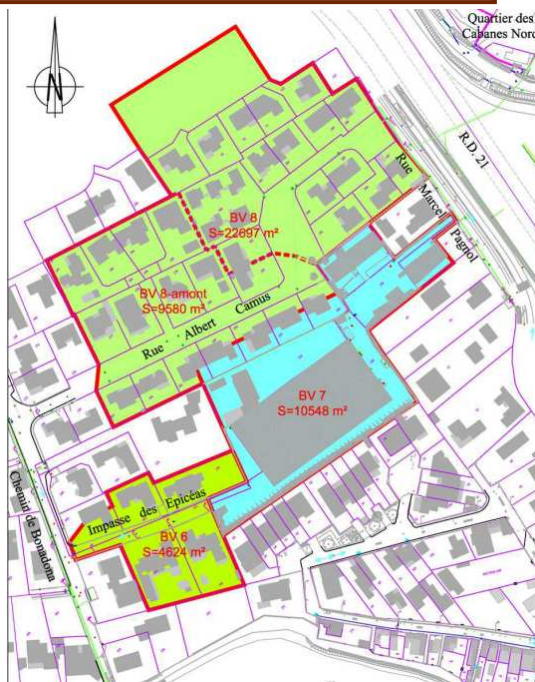 Quartier des
Cabanes Nord
N
R.D. 21
Rue Marcel Pagnol
BV 8
S=22697 m²
BV 8-amont
S=9580 m²
Rue Albert Camus
BV 7
S=10548 m²
Impasse des Epicéas
BV 6
S=4624 m²
Chemin de Bonadona